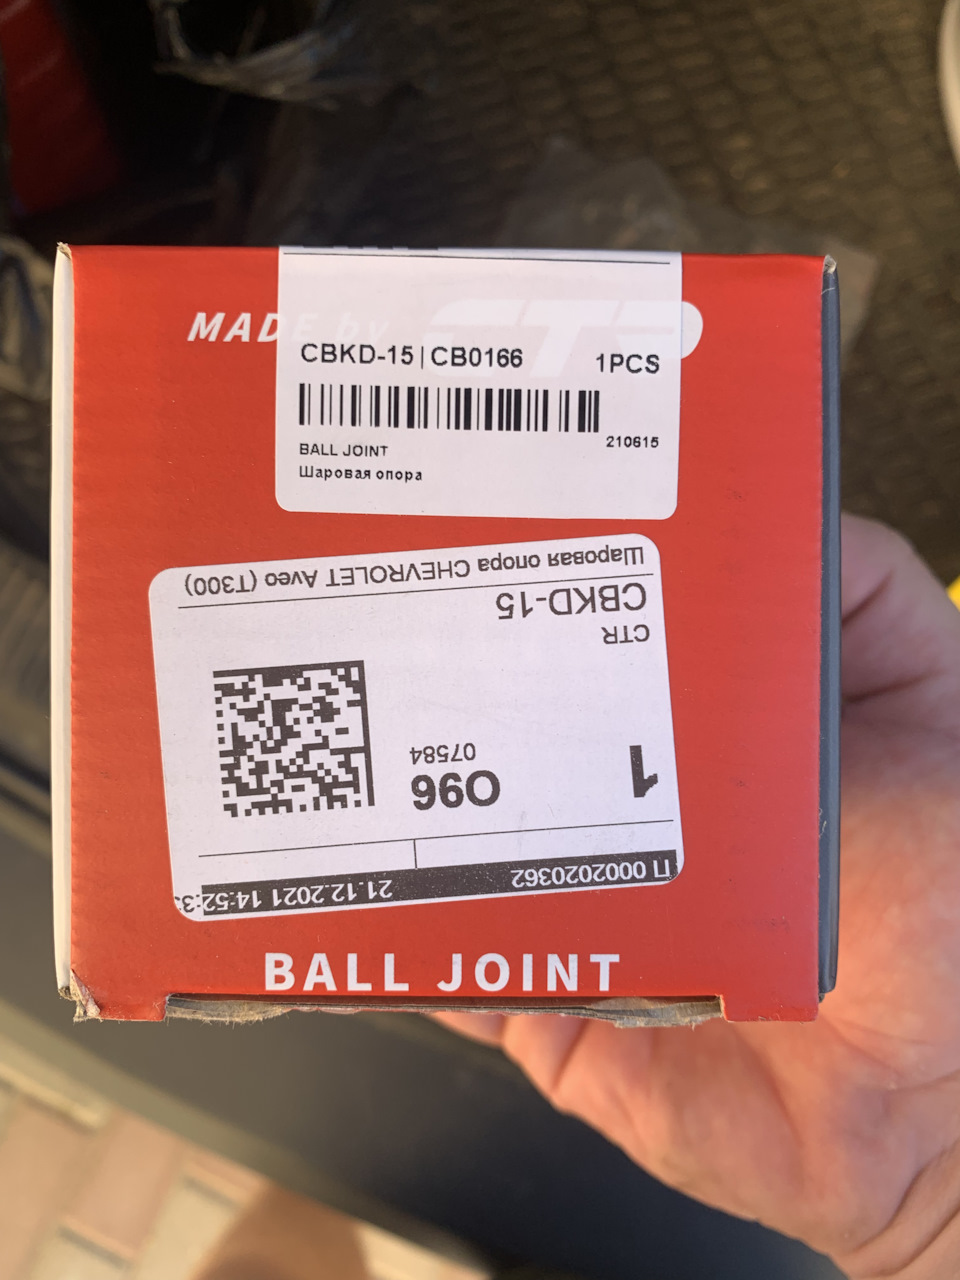 MADE by CTR
CBKD-15 | CB0166 1PCS
210615
BALL JOINT
Шаровая опора
Шаровая опора CHEVROLET Aveo (T300)
CBKD-15
CTR
1
O96
07584
П 0002020362 21.12.2021 14:52:3
BALL JOINT